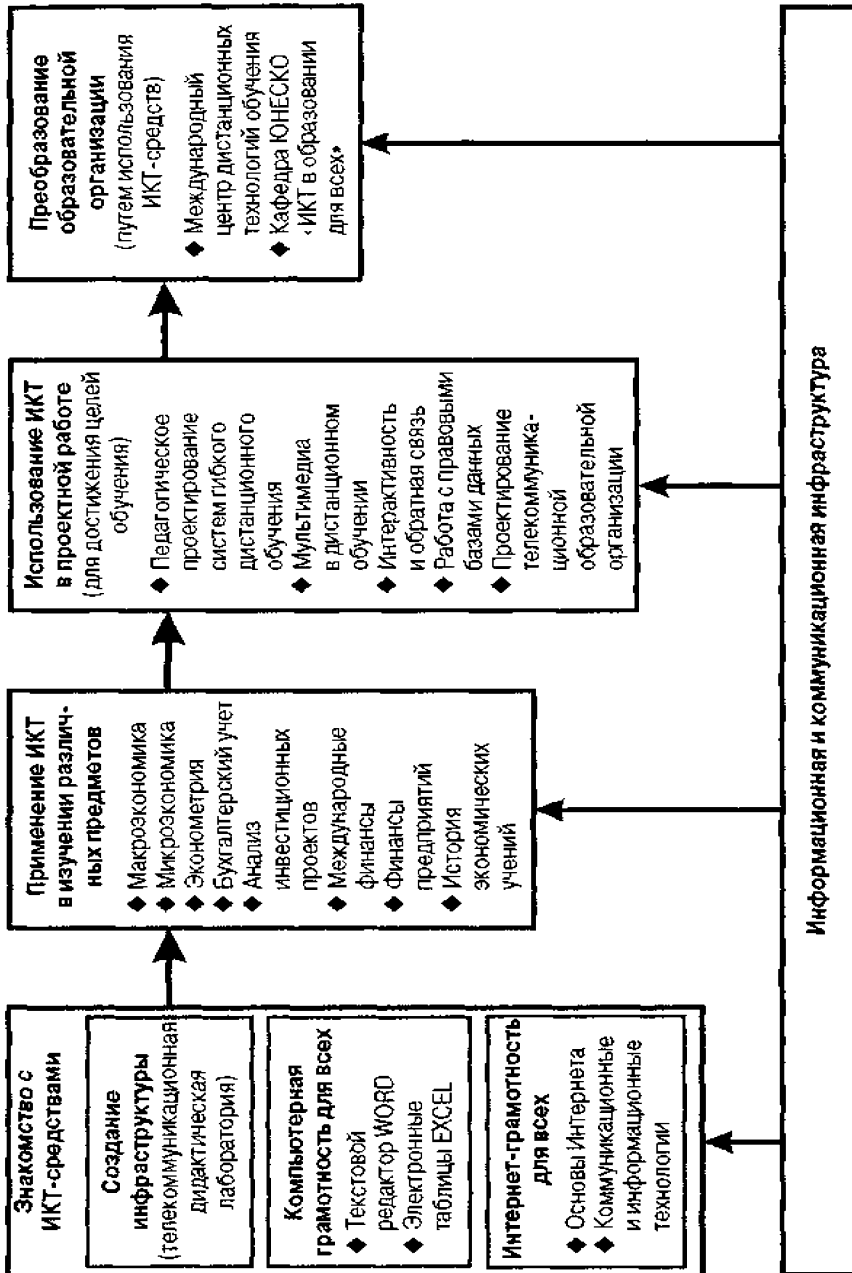 Знакомство с
ИКТ-средствами
Создание
инфраструктуры
(телекоммуникационная
дидактическая
лаборатория)
Компьютерная
грамотность для всех
◆ Текстовой
редактор WORD
◆ Электронные
таблицы EXCEL
Интернет-грамотность
для всех
◆ Основы Интернета
◆ Коммуникационные
и информационные
технологии
Применение ИКТ
в изучении различ-
ных предметов
◆ Макроэкономика
◆ Микроэкономика
◆ Эконометрия
◆ Бухгалтерский учет
◆ Анализ
инвестиционных
проектов
◆ Международные
финансы
◆ Финансы
предприятий
◆ История
экономических
учений
Использование ИКТ
в проектной работе
(для достижения целей
обучения)
◆ Педагогическое
проектирование
систем гибкого
дистанционного
обучения
◆ Мультимедиа
в дистанционном
обучении
◆ Интерактивность
и обратная связь
◆ Работа с правовыми
базами данных
◆ Проектирование
телекоммуника-
ционной
образовательной
организации
Преобразование
образовательной
организации
(путем использования
ИКТ-средств)
◆ Международный
центр дистанционных
технологий обучения
◆ Кафедра ЮНЕСКО
‹ИКТ в образовании
для всех»
Информационная и коммуникационная инфраструктура